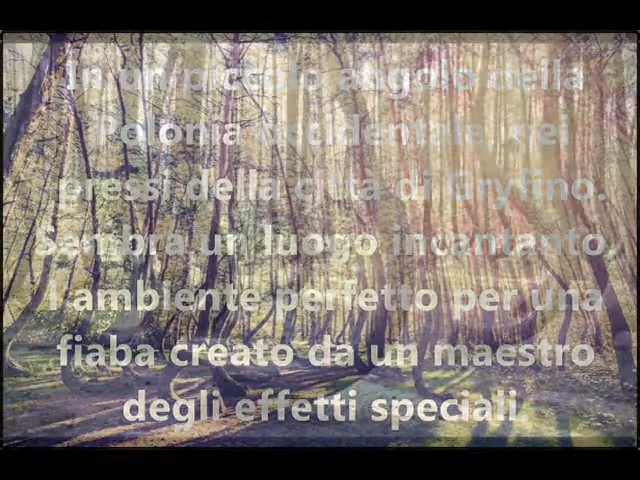 In un piccolo angolo della
Polonia occidentale, nei
pressi della città di Gryfino.
Sembra un luogo incantanto,
l'ambiente perfetto per una
fiaba creato da un maestro
degli effetti speciali